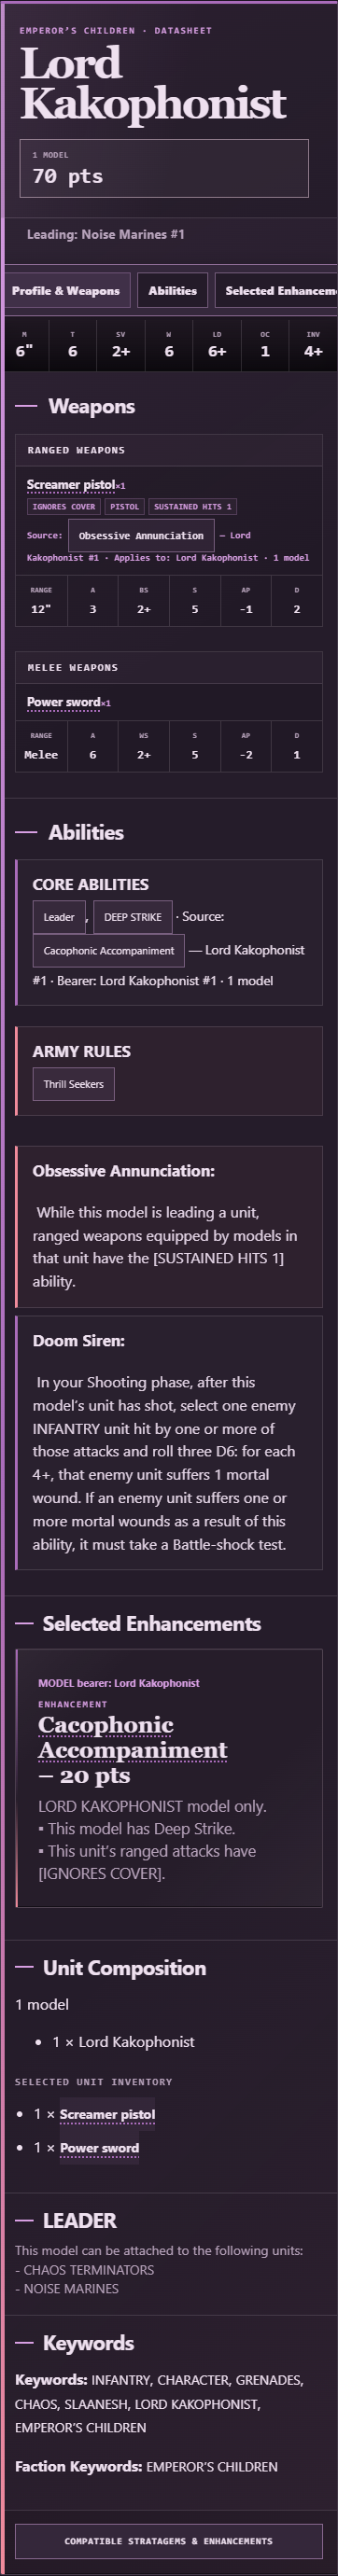 EMPEROR'S CHILDREN · DATASHEET
Lord
Kakophonist
1 MODEL
70 pts
Leading: Noise Marines #1
Profile & Weapons
Abilities
Selected Enhancem
M T SV W LD OC INV
6" 6 2+ 6 6+ 1 4+
Weapons
RANGED WEAPONS
Screamer pistol×1
IGNORES COVER PISTOL SUSTAINED HITS 1
Source: Obsessive Annunciation — Lord
Kakophonist #1 · Applies to: Lord Kakophonist · 1 model
RANGE A BS S AP D
12" 3 2+ 5 -1 2
MELEE WEAPONS
Power sword×1
RANGE A WS S AP D
Melee 6 2+ 5 -2 1
Abilities
CORE ABILITIES
Leader , DEEP STRIKE · Source:
Cacophonic Accompaniment — Lord Kakophonist
#1 · Bearer: Lord Kakophonist #1 · 1 model
ARMY RULES
Thrill Seekers
Obsessive Annunciation:
While this model is leading a unit,
ranged weapons equipped by models in
that unit have the [SUSTAINED HITS 1]
ability.
Doom Siren:
In your Shooting phase, after this
model's unit has shot, select one enemy
INFANTRY unit hit by one or more of
those attacks and roll three D6: for each
4+, that enemy unit suffers 1 mortal
wound. If an enemy unit suffers one or
more mortal wounds as a result of this
ability, it must take a Battle-shock test.
Selected Enhancements
MODEL bearer: Lord Kakophonist
ENHANCEMENT
Cacophonic
Accompaniment
— 20 pts
LORD KAKOPHONIST model only.
▪ This model has Deep Strike.
▪ This unit's ranged attacks have
[IGNORES COVER].
Unit Composition
1 model
• 1 × Lord Kakophonist
SELECTED UNIT INVENTORY
• 1 × Screamer pistol
• 1 × Power sword
LEADER
This model can be attached to the following units:
- CHAOS TERMINATORS
- NOISE MARINES
Keywords
Keywords: INFANTRY, CHARACTER, GRENADES,
CHAOS, SLAANESH, LORD KAKOPHONIST,
EMPEROR'S CHILDREN
Faction Keywords: EMPEROR'S CHILDREN
COMPATIBLE STRATAGEMS & ENHANCEMENTS